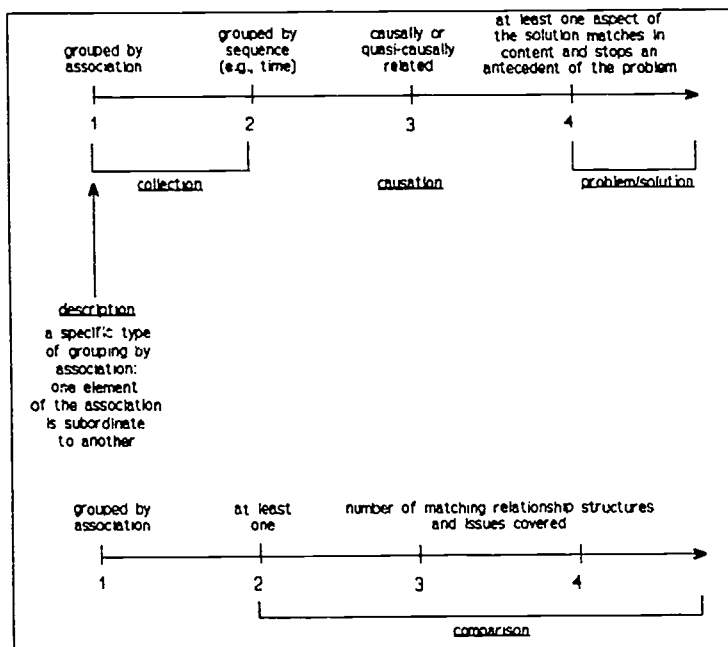 grouped by
association
grouped by
sequence
(e.g., time)
causally or
quasi-causally
related
at least one aspect of
the solution matches in
content and stops an
antecedent of the problem
1 2 3 4
collection causation problem/solution
description
a specific type
of grouping by
association:
one element
of the association
is subordinate
to another
grouped by
association
at least
one
number of matching relationship structures
and issues covered
1 2 3 4
comparison